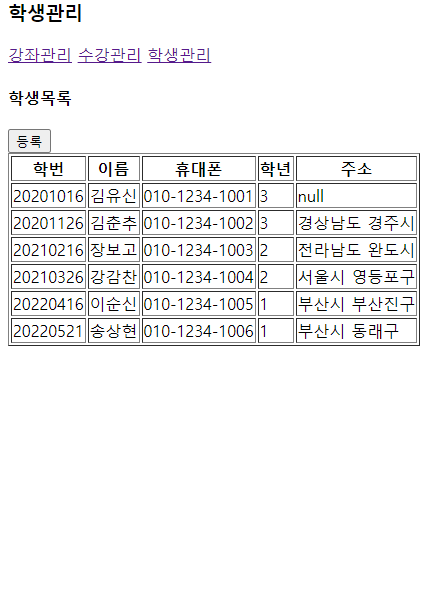 학생관리
강좌관리 수강관리 학생관리
학생목록
등록
학번 이름 휴대폰 학년 주소
20201016 김유신 010-1234-1001 3 null
20201126 김춘추 010-1234-1002 3 경상남도 경주시
20210216 장보고 010-1234-1003 2 전라남도 완도시
20210326 강감찬 010-1234-1004 2 서울시 영등포구
20220416 이순신 010-1234-1005 1 부산시 부산진구
20220521 송상현 010-1234-1006 1 부산시 동래구